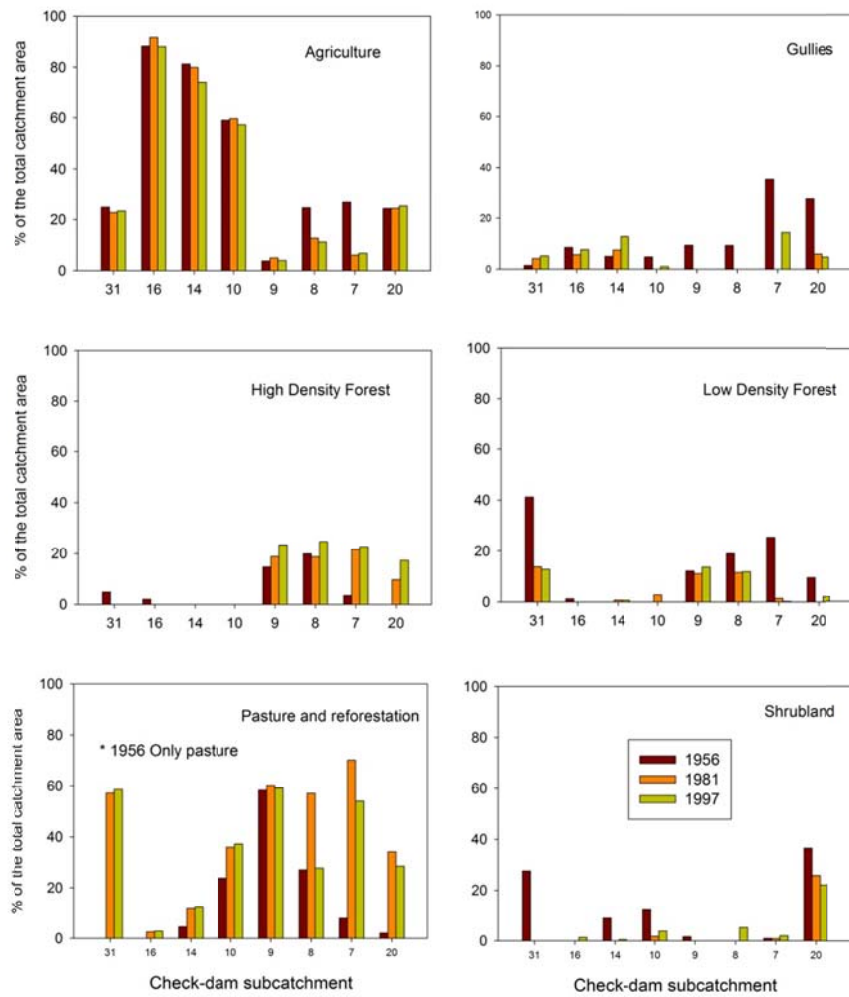 Agriculture
% of the total catchment area
100
80
60
40
20
0
31 16 14 10 9 8 7 20
Gullies
100
80
60
40
20
0
31 16 14 10 9 8 7 20
High Density Forest
% of the total catchment area
100
80
60
40
20
0
31 16 14 10 9 8 7 20
Low Density Forest
100
80
60
40
20
0
31 16 14 10 9 8 7 20
Pasture and reforestation
* 1956 Only pasture
% of the total catchment area
100
80
60
40
20
0
31 16 14 10 9 8 7 20
Check-dam subcatchment
Shrubland
1956
1981
1997
100
80
60
40
20
0
31 16 14 10 9 8 7 20
Check-dam subcatchment